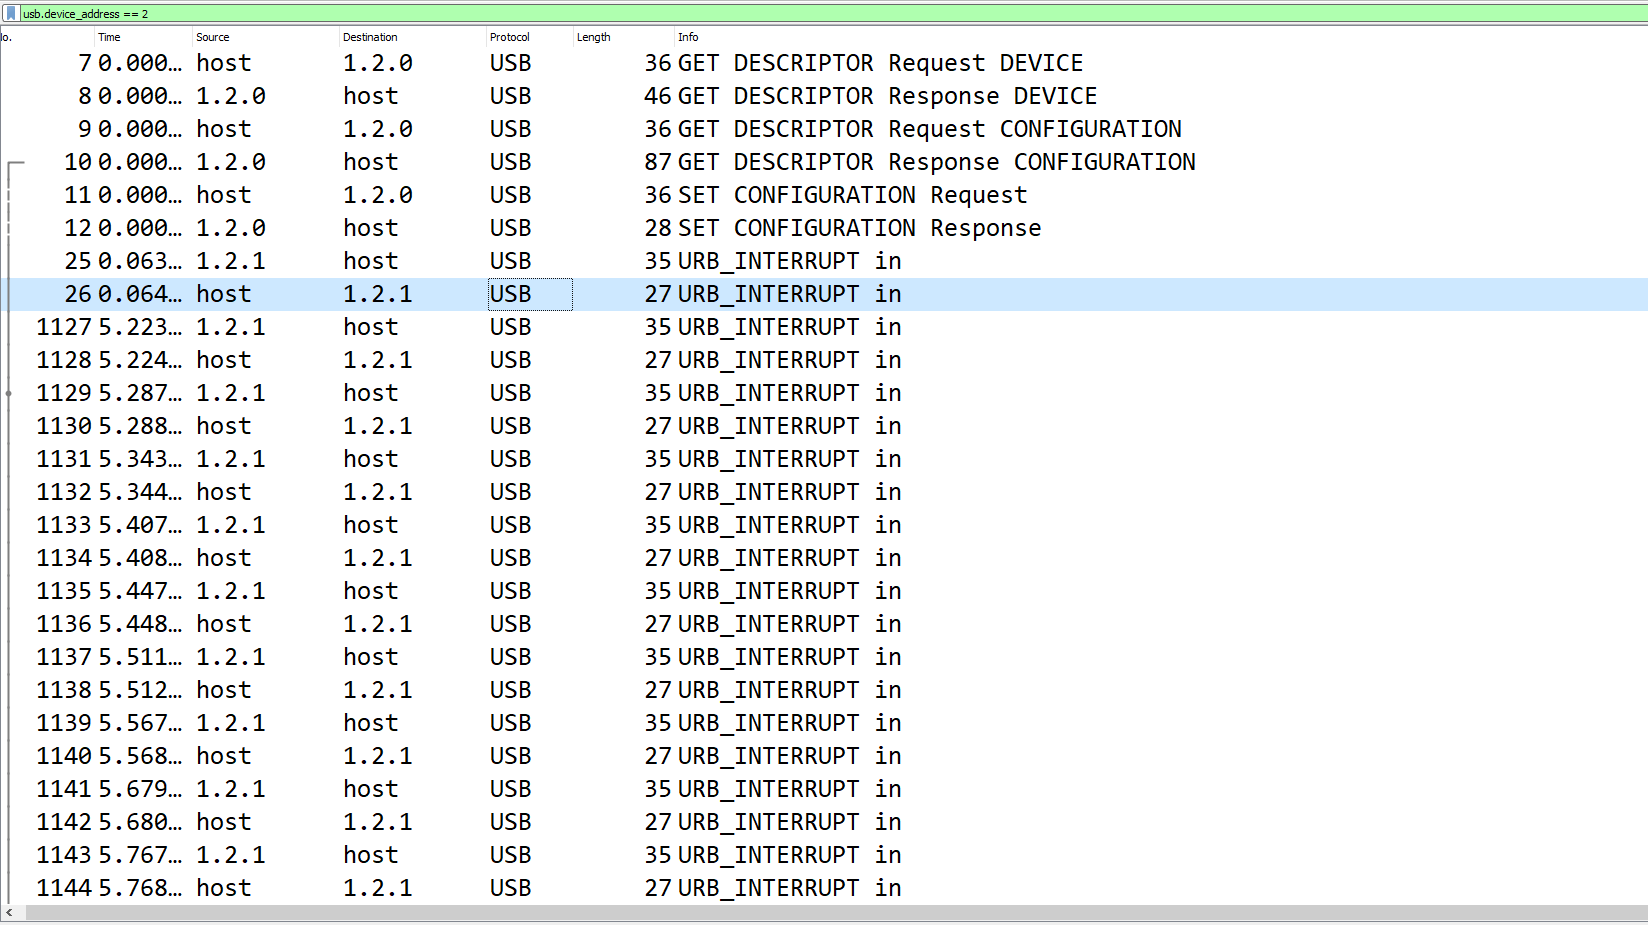 usb.device_address == 2
lo. Time Source Destination Protocol Length Info
7 0.000… host 1.2.0 USB 36 GET DESCRIPTOR Request DEVICE
8 0.000… 1.2.0 host USB 46 GET DESCRIPTOR Response DEVICE
9 0.000… host 1.2.0 USB 36 GET DESCRIPTOR Request CONFIGURATION
10 0.000… 1.2.0 host USB 87 GET DESCRIPTOR Response CONFIGURATION
11 0.000… host 1.2.0 USB 36 SET CONFIGURATION Request
12 0.000… 1.2.0 host USB 28 SET CONFIGURATION Response
25 0.063… 1.2.1 host USB 35 URB_INTERRUPT in
26 0.064… host 1.2.1 USB 27 URB_INTERRUPT in
1127 5.223… 1.2.1 host USB 35 URB_INTERRUPT in
1128 5.224… host 1.2.1 USB 27 URB_INTERRUPT in
1129 5.287… 1.2.1 host USB 35 URB_INTERRUPT in
1130 5.288… host 1.2.1 USB 27 URB_INTERRUPT in
1131 5.343… 1.2.1 host USB 35 URB_INTERRUPT in
1132 5.344… host 1.2.1 USB 27 URB_INTERRUPT in
1133 5.407… 1.2.1 host USB 35 URB_INTERRUPT in
1134 5.408… host 1.2.1 USB 27 URB_INTERRUPT in
1135 5.447… 1.2.1 host USB 35 URB_INTERRUPT in
1136 5.448… host 1.2.1 USB 27 URB_INTERRUPT in
1137 5.511… 1.2.1 host USB 35 URB_INTERRUPT in
1138 5.512… host 1.2.1 USB 27 URB_INTERRUPT in
1139 5.567… 1.2.1 host USB 35 URB_INTERRUPT in
1140 5.568… host 1.2.1 USB 27 URB_INTERRUPT in
1141 5.679… 1.2.1 host USB 35 URB_INTERRUPT in
1142 5.680… host 1.2.1 USB 27 URB_INTERRUPT in
1143 5.767… 1.2.1 host USB 35 URB_INTERRUPT in
1144 5.768… host 1.2.1 USB 27 URB_INTERRUPT in